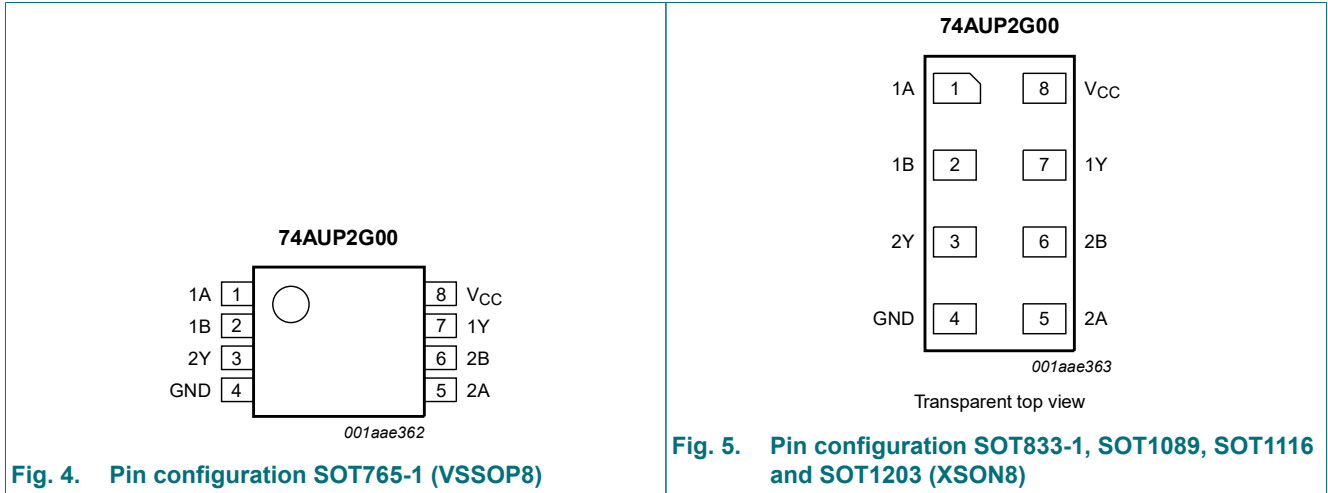 74AUP2G00
1A 1 8 VCC
1B 2 7 1Y
2Y 3 6 2B
GND 4 5 2A
001aae362
Fig. 4. Pin configuration SOT765-1 (VSSOP8)
74AUP2G00
1A 1 8 VCC
1B 2 7 1Y
2Y 3 6 2B
GND 4 5 2A
001aae363
Transparent top view
Fig. 5. Pin configuration SOT833-1, SOT1089, SOT1116
and SOT1203 (XSON8)